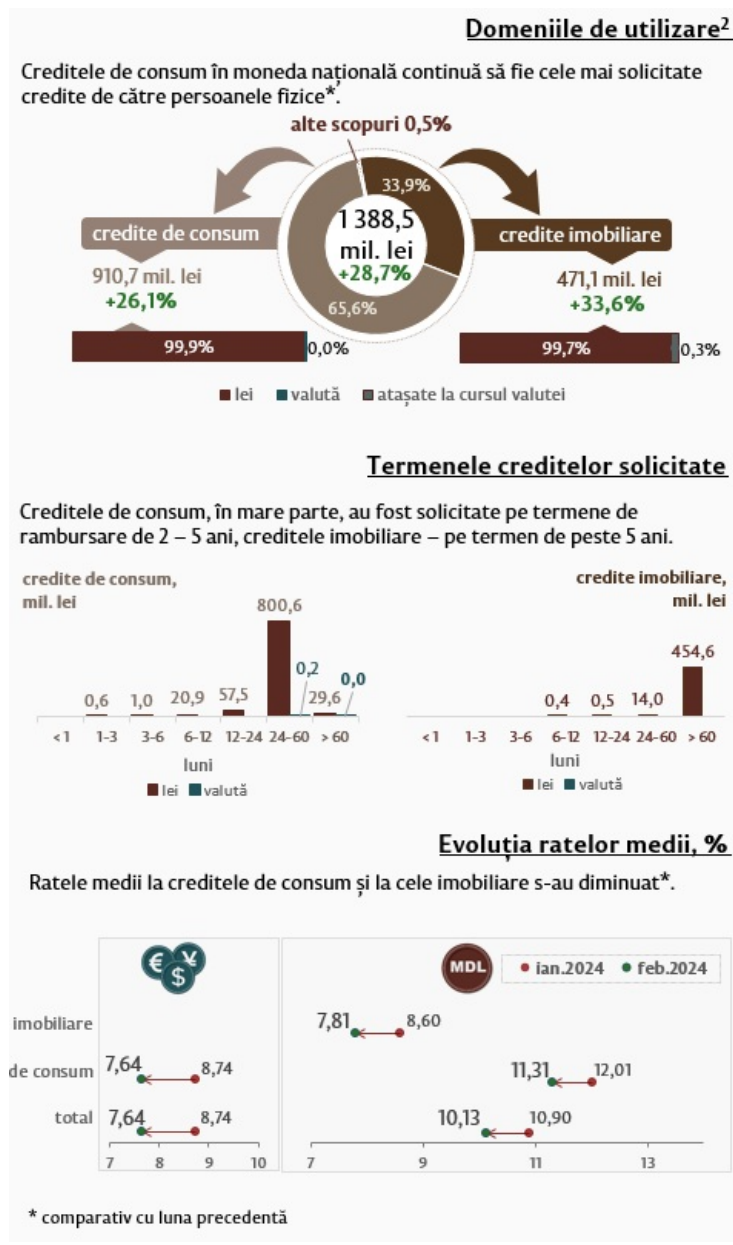 Domeniile de utilizare²
Creditele de consum în moneda națională continuă să fie cele mai solicitate
credite de către persoanele fizice*.
alte scopuri 0,5%
33,9%
1 388,5
mil. lei
+28,7%
65,6%
credite de consum
910,7 mil. lei
+26,1%
99,9%
0,0%
credite imobiliare
471,1 mil. lei
+33,6%
99,7%
0,3%
lei valută atașate la cursul valutei
Termenele creditelor solicitate
Creditele de consum, în mare parte, au fost solicitate pe termene de
rambursare de 2 – 5 ani, creditele imobiliare – pe termen de peste 5 ani.
credite de consum,
mil. lei
800,6
0,2
0,0
0,6 1,0 20,9 57,5 29,6
<1 1-3 3-6 6-12 12-24 24-60 >60
luni
lei valută
credite imobiliare,
mil. lei
454,6
0,4 0,5 14,0
<1 1-3 3-6 6-12 12-24 24-60 >60
luni
lei valută
Evoluția ratelor medii, %
Ratele medii la creditele de consum și la cele imobiliare s-au diminuat*.
€ ¥ $
MDL
ian.2024 feb.2024
imobiliare
7,81 8,60
de consum
7,64 8,74
11,31 12,01
total
7,64 8,74
10,13 10,90
7 8 9 10
7 9 11 13
* comparativ cu luna precedentă